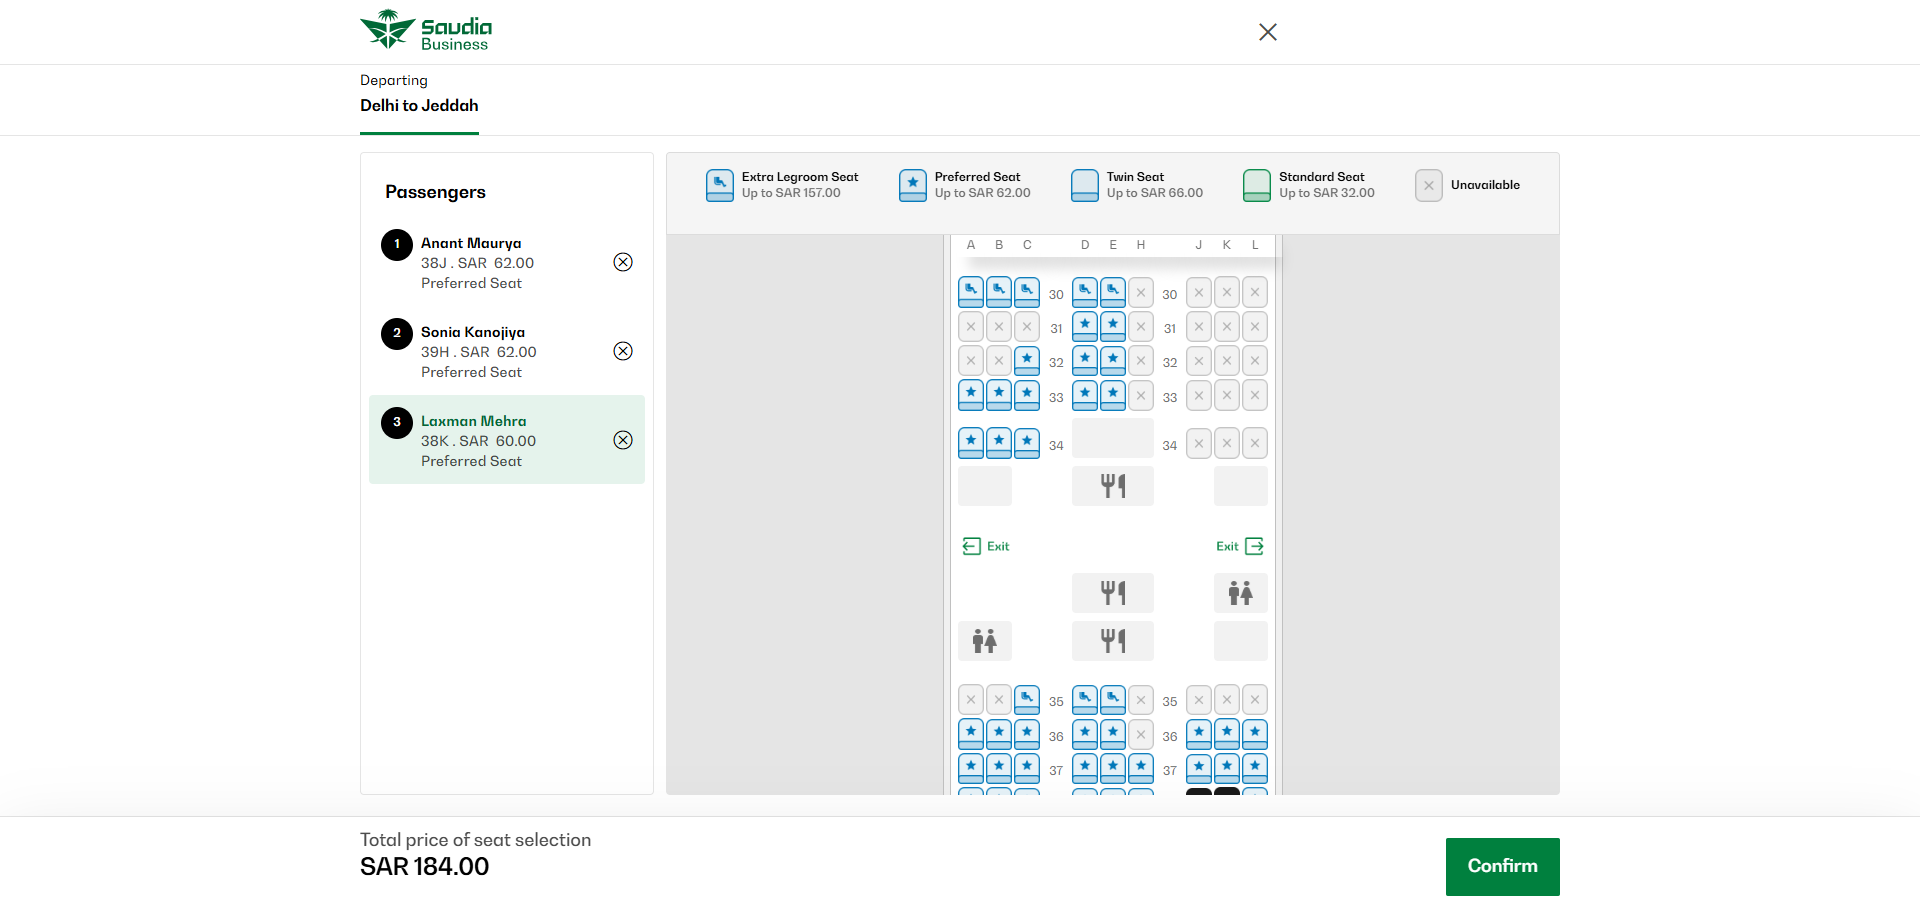 Saudia
Business
Departing
Delhi to Jeddah
Passengers
1 Anant Maurya
38J . SAR 62.00
Preferred Seat
2 Sonia Kanojiya
39H . SAR 62.00
Preferred Seat
3 Laxman Mehra
38K . SAR 60.00
Preferred Seat
Extra Legroom Seat
Up to SAR 157.00
Preferred Seat
Up to SAR 62.00
Twin Seat
Up to SAR 66.00
Standard Seat
Up to SAR 32.00
Unavailable
A B C D E H J K L
30 30
31 31
32 32
33 33
34 34
Exit Exit
35 35
36 36
37 37
Total price of seat selection
SAR 184.00
Confirm